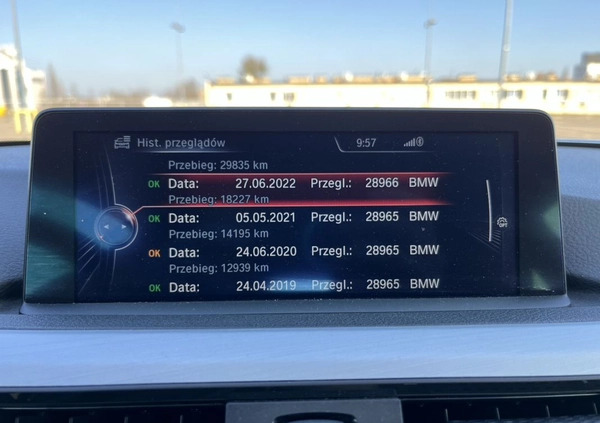 Hist. przeglądów 9:57
Przebieg: 29835 km
OK Data: 27.06.2022 Przegl.: 28966 BMW
Przebieg: 18227 km
OK Data: 05.05.2021 Przegl.: 28965 BMW
Przebieg: 14195 km
OK Data: 24.06.2020 Przegl.: 28965 BMW
Przebieg: 12939 km
OK Data: 24.04.2019 Przegl.: 28965 BMW
OPT